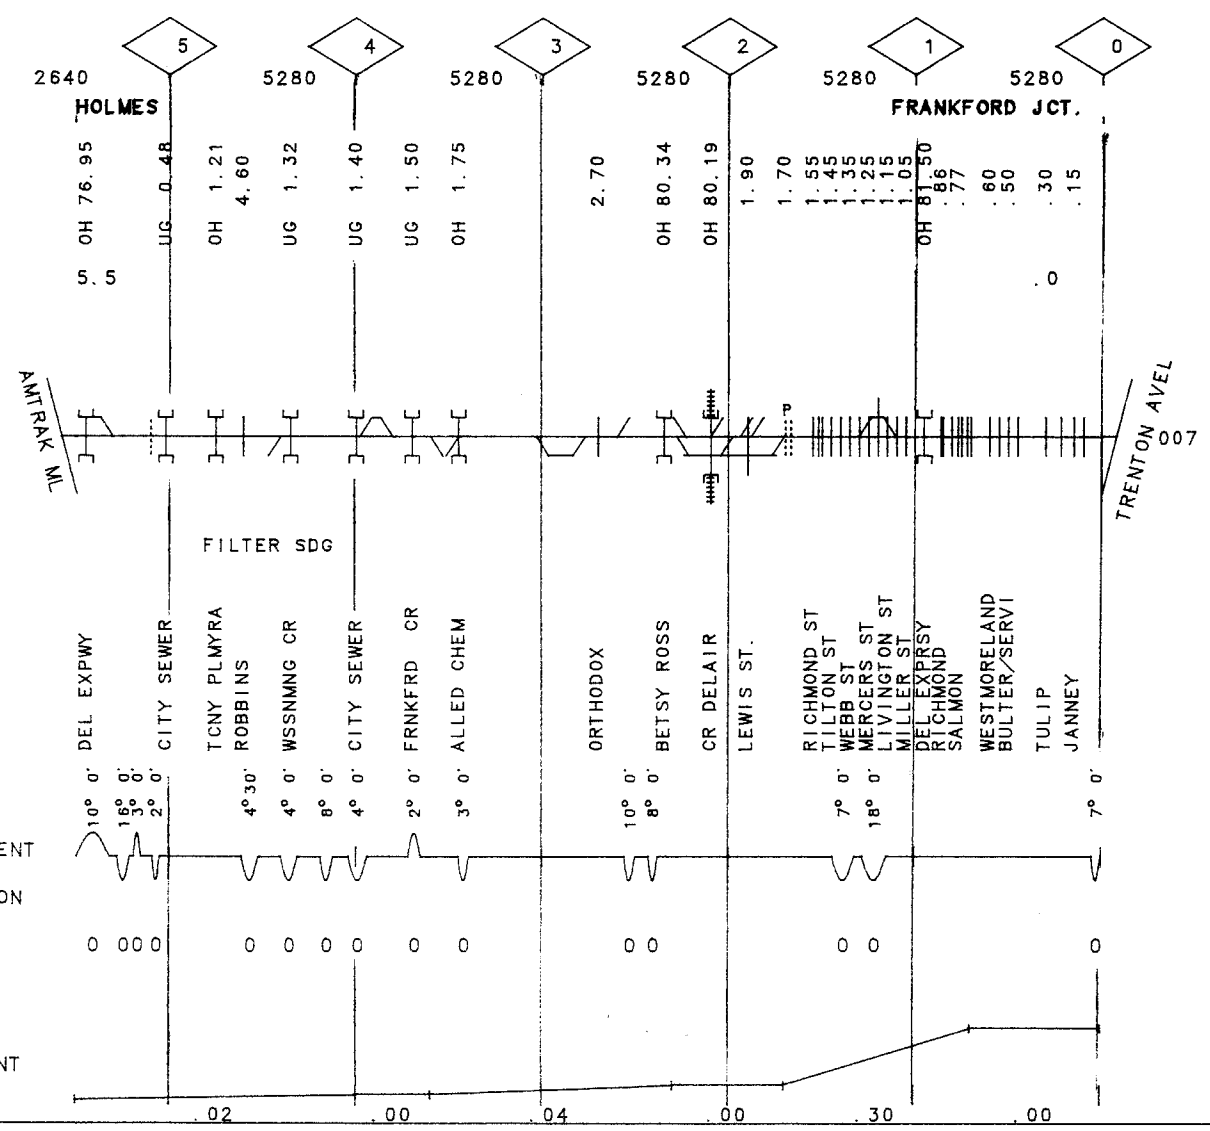 5 4 3 2 1 0
2640 5280 5280 5280 5280 5280
HOLMES FRANKFORD JCT.
OH 76.95
UG 0.48
OH 1.21
4.60
UG 1.32
UG 1.40
UG 1.50
OH 1.75
2.70
OH 80.34
OH 80.19
1.90
1.70
1.55
1.45
1.35
1.25
1.15
1.05
OH 81.50
.86
.77
.60
.50
.30
.15
5.5 .0
AMTRAK ML
P
TRENTON AVEL
007
FILTER SDG
DEL EXPWY
CITY SEWER
TCNY PLMYRA
ROBBINS
WSSNMNG CR
CITY SEWER
FRNKFRD CR
ALLED CHEM
ORTHODOX
BETSY ROSS
CR DELAIR
LEWIS ST.
RICHMOND ST
TILTON ST
WEBB ST
MERCERS ST
LIVINGTON ST
MILLER ST
DEL EXPRSY
RICHMOND
SALMON
WESTMORELAND
BULTER/SERVI
TULIP
JANNEY
10° 0'
16° 0'
3° 0'
2° 0'
4°30'
4° 0'
8° 0'
4° 0'
2° 0'
3° 0'
10° 0'
8° 0'
7° 0'
18° 0'
7° 0'
ENT
ON
0 0 0 0 0 0 0 0 0 0 0 0 0 0 0
NT
.02 .00 .04 .00 .30 .00